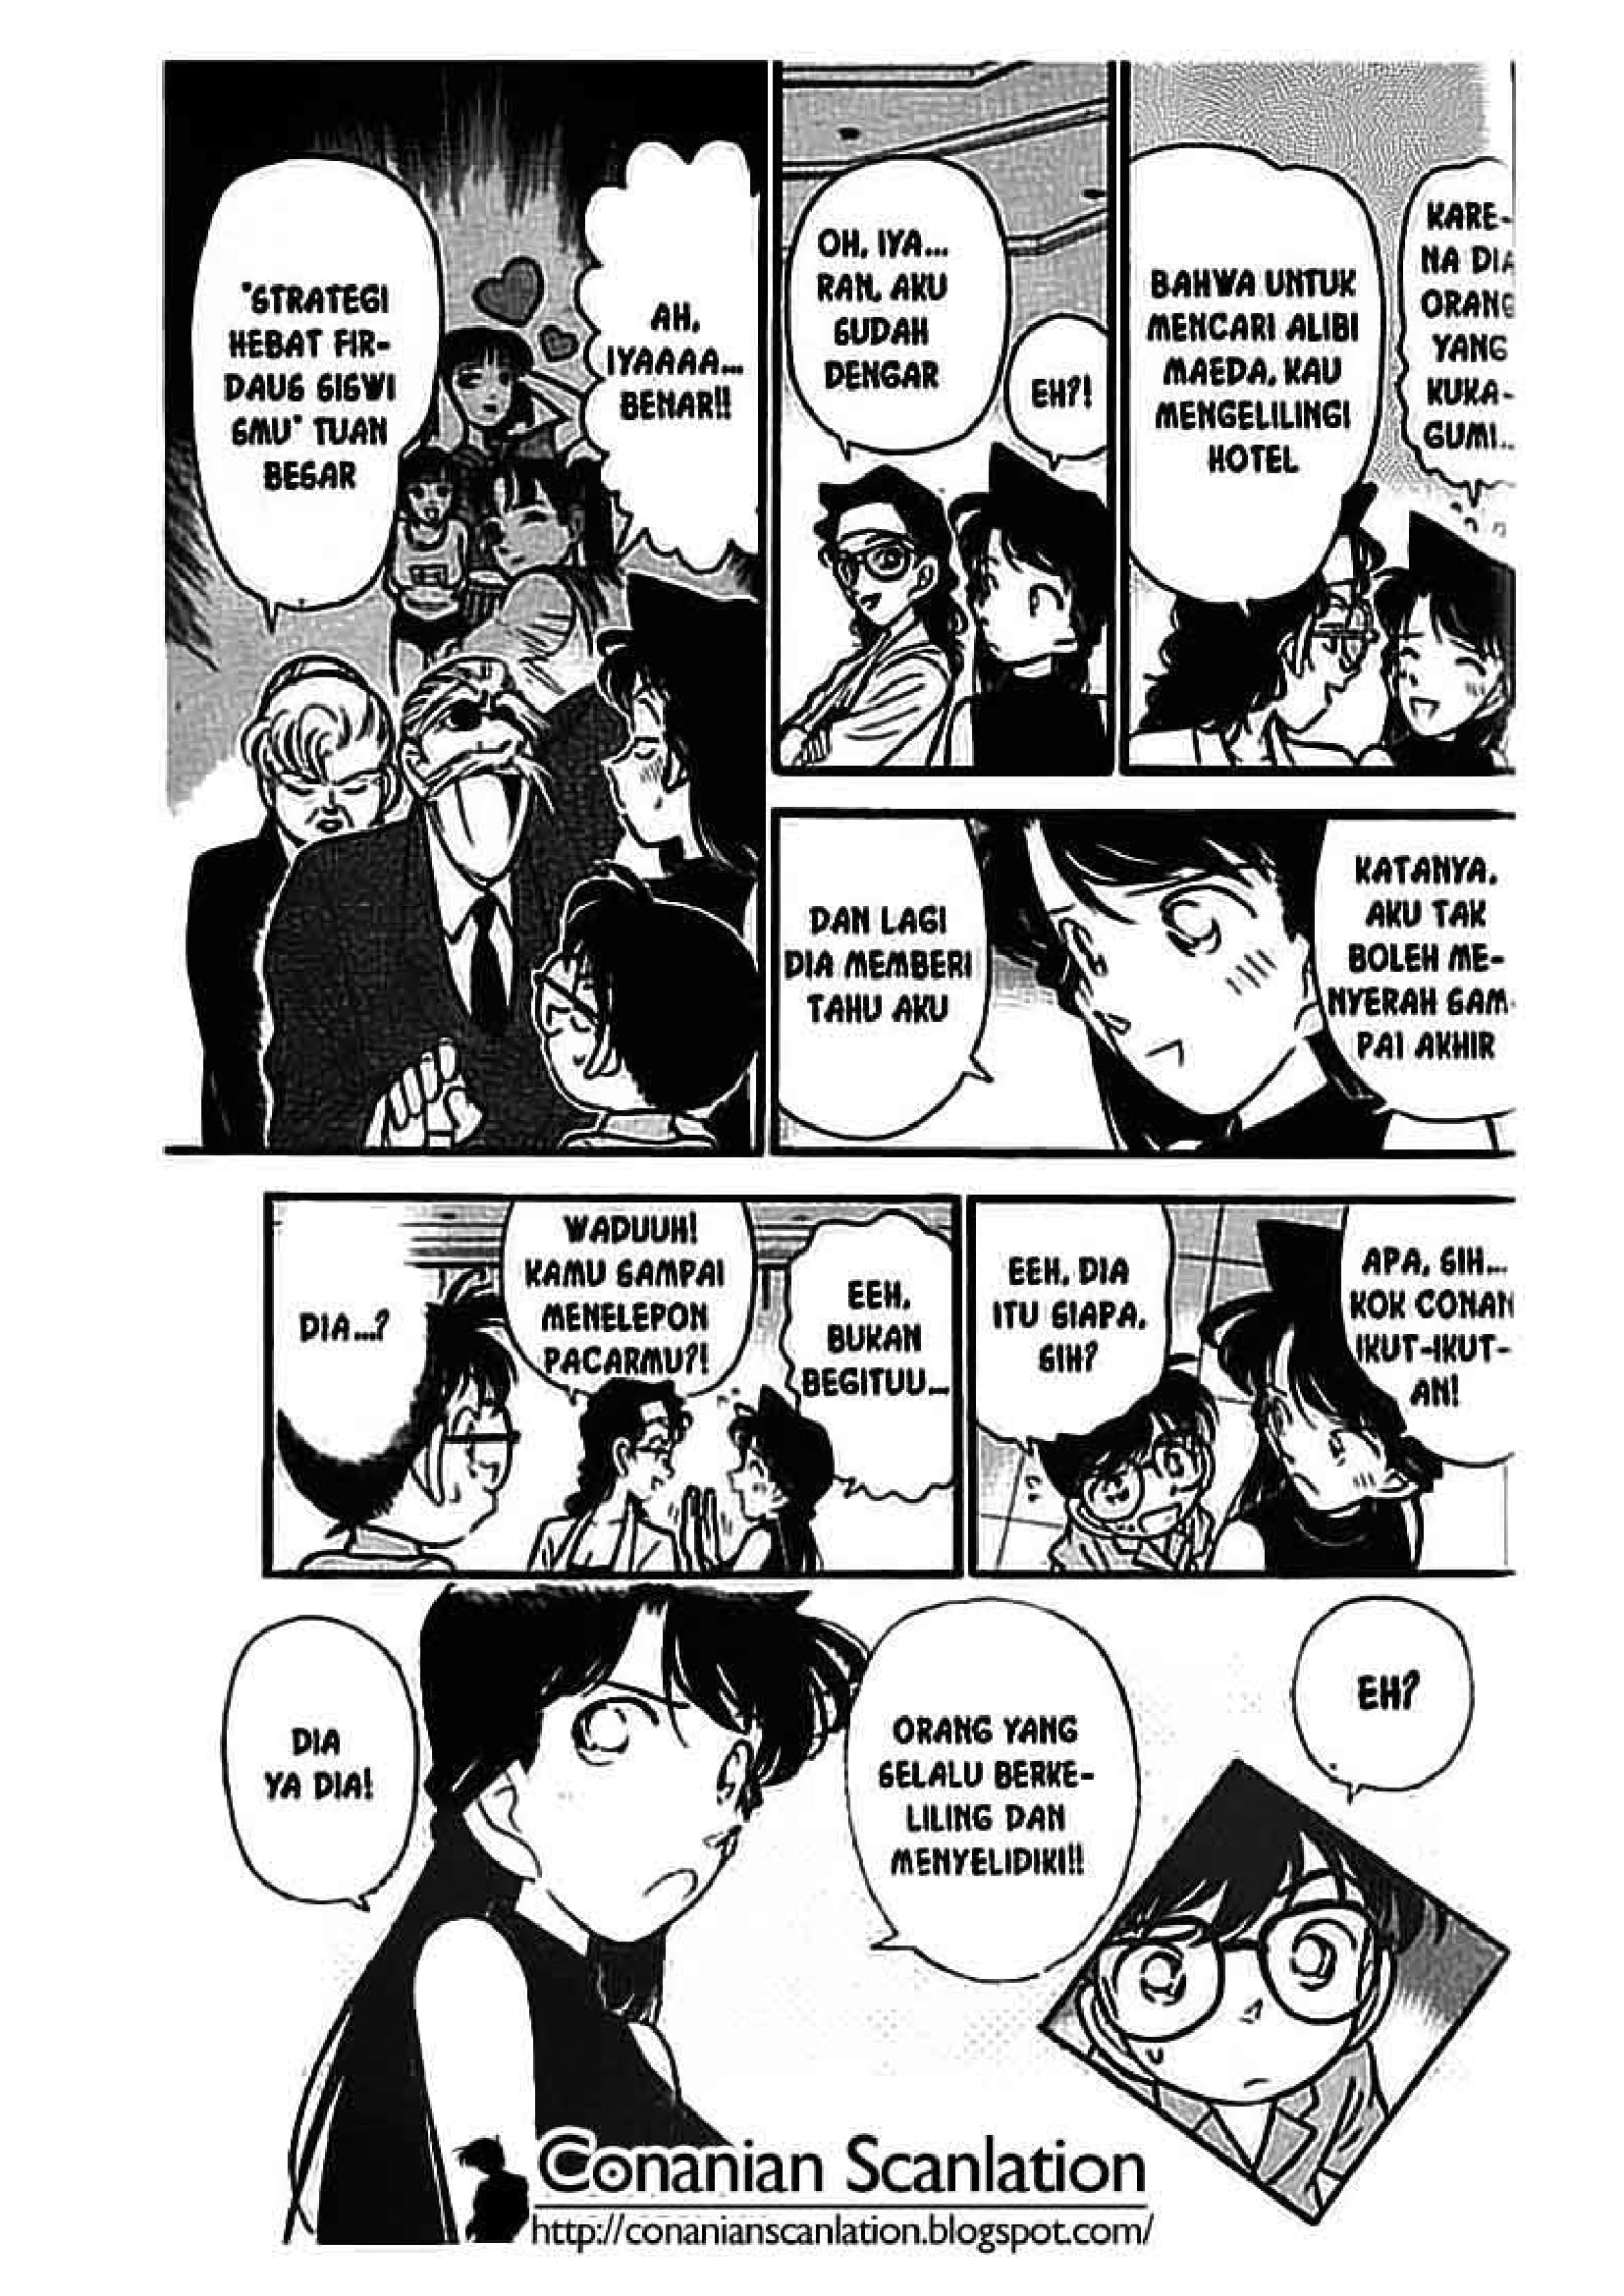 KARE-
NA DIA
ORANG
YANG
KUKA-
GUMI..
BAHWA UNTUK
MENCARI ALIBI
MAEDA, KAU
MENGELILINGI
HOTEL
EH?!
OH, IYA...
RAN, AKU
SUDAH
DENGAR
KATANYA,
AKU TAK
BOLEH ME-
NYERAH SAM-
PAI AKHIR
DAN LAGI
DIA MEMBERI
TAHU AKU
AH,
IYAAAA...
BENAR!!
"STRATEGI
HEBAT FIR-
DAUS SISWI
SMU" TUAN
BESAR
APA, SIH...
KOK CONAN
IKUT-IKUT-
AN!
EEH, DIA
ITU SIAPA,
SIH?
EEH,
BUKAN
BEGITUU...
WADUUH!
KAMU SAMPAI
MENELEPON
PACARMU?!
DIA...?
EH?
ORANG YANG
SELALU BERKE-
LILING DAN
MENYELIDIKI!!
DIA
YA DIA!
Conanian Scanlation
http://conanianscanlation.blogspot.com/